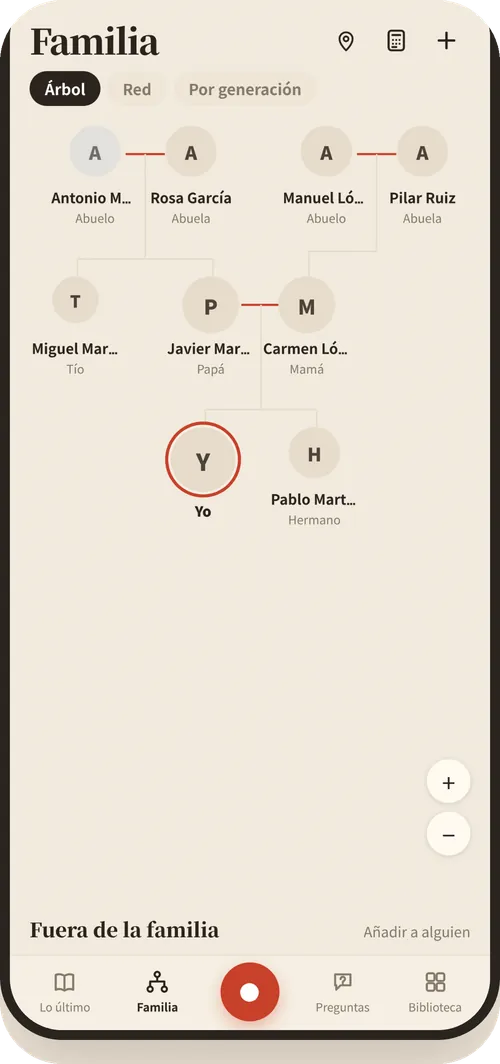 Familia
Árbol Red Por generación
A A A A
Antonio M... Rosa García Manuel Ló... Pilar Ruiz
Abuelo Abuela Abuelo Abuela
T P M
Miguel Mar... Javier Mar... Carmen Ló...
Tío Papá Mamá
Y H
Yo Pablo Mart...
Hermano
+
−
Fuera de la familia Añadir a alguien
Lo último Familia Preguntas Biblioteca